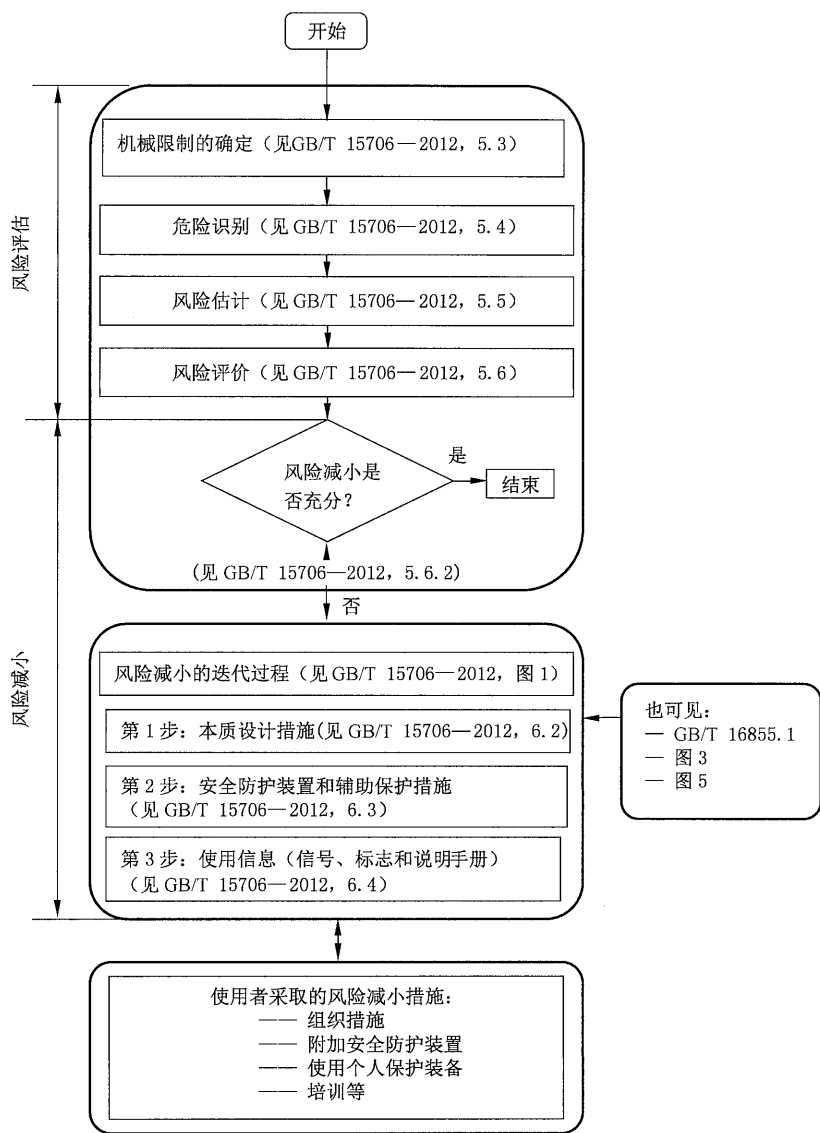 开始
机械限制的确定（见GB/T 15706—2012，5.3）
危险识别（见 GB/T 15706—2012，5.4）
风险估计（见 GB/T 15706—2012，5.5）
风险评价（见 GB/T 15706—2012，5.6）
风险评估
风险减小是
否充分？
是
结束
(见 GB/T 15706—2012，5.6.2)
否
风险减小
风险减小的迭代过程（见 GB/T 15706—2012，图 1）
第 1 步：本质设计措施(见 GB/T 15706—2012，6.2)
第 2 步：安全防护装置和辅助保护措施
（见 GB/T 15706—2012，6.3）
第 3 步：使用信息（信号、标志和说明手册）
（见 GB/T 15706—2012，6.4）
也可见：
— GB/T 16855.1
— 图 3
— 图 5
使用者采取的风险减小措施：
—— 组织措施
—— 附加安全防护装置
—— 使用个人保护装备
—— 培训等